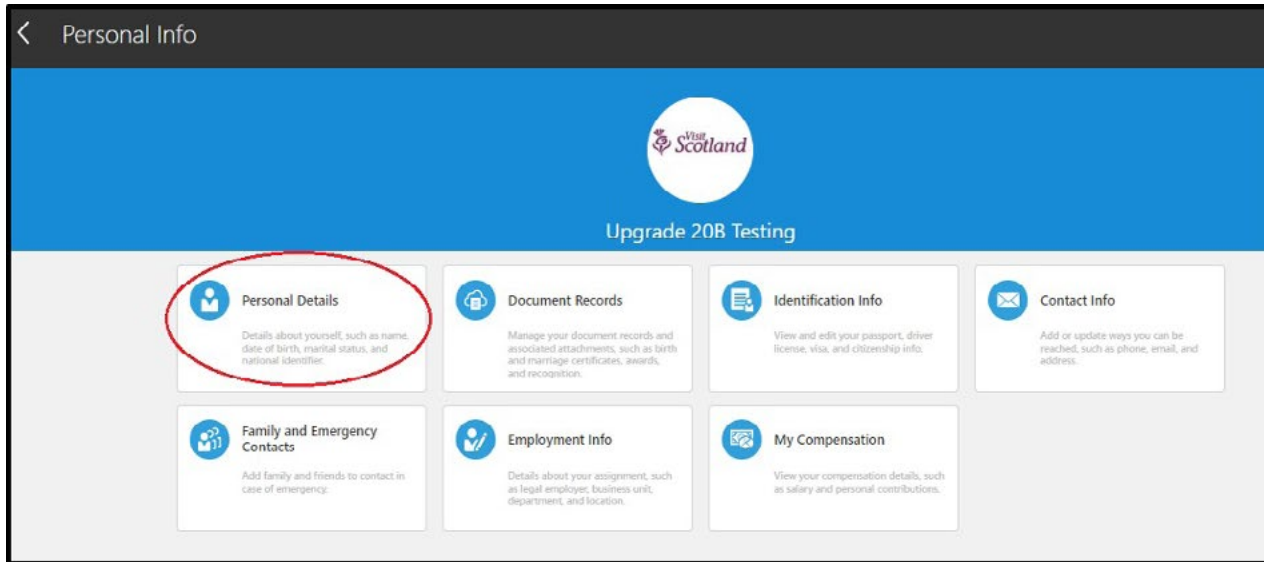 Personal Info
Visit
Scotland
Upgrade 20B Testing
Personal Details
Details about yourself, such as name,
date of birth, marital status, and
national identifier.
Document Records
Manage your document records and
associated attachments, such as birth
and marriage certificates, awards,
and recognition.
Identification Info
View and edit your passport, driver
license, visa, and citizenship info.
Contact Info
Add or update ways you can be
reached, such as phone, email, and
address.
Family and Emergency
Contacts
Add family and friends to contact in
case of emergency.
Employment Info
Details about your assignment, such
as legal employer, business unit,
department, and location.
My Compensation
View your compensation details, such
as salary and personal contributions.